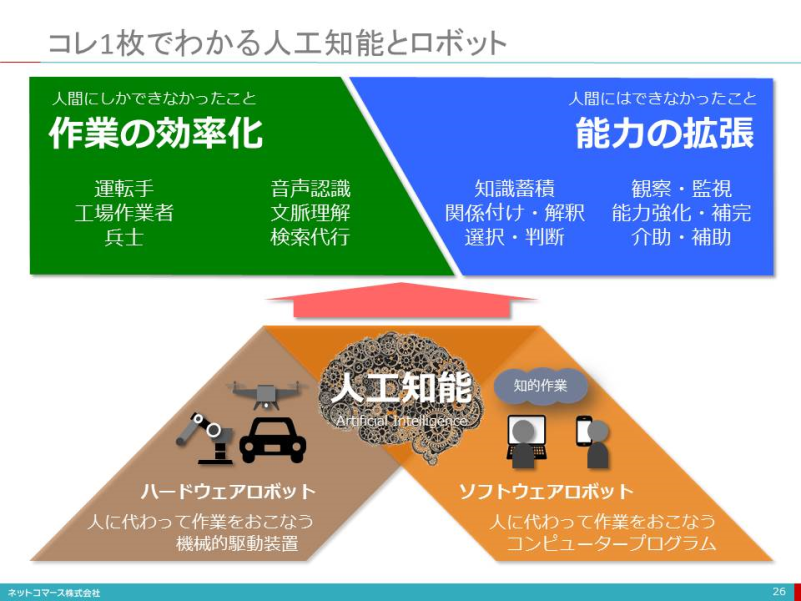 コレ1枚でわかる人工知能とロボット
人間にしかできなかったこと
作業の効率化
運転手
工場作業者
兵士
音声認識
文脈理解
検索代行
人間にはできなかったこと
能力の拡張
知識蓄積
関係付け・解釈
選択・判断
観察・監視
能力強化・補完
介助・補助
人工知能
Artificial Intelligence
知的作業
ハードウェアロボット
人に代わって作業をおこなう
機械的駆動装置
ソフトウェアロボット
人に代わって作業をおこなう
コンピュータープログラム
ネットコマース株式会社
26